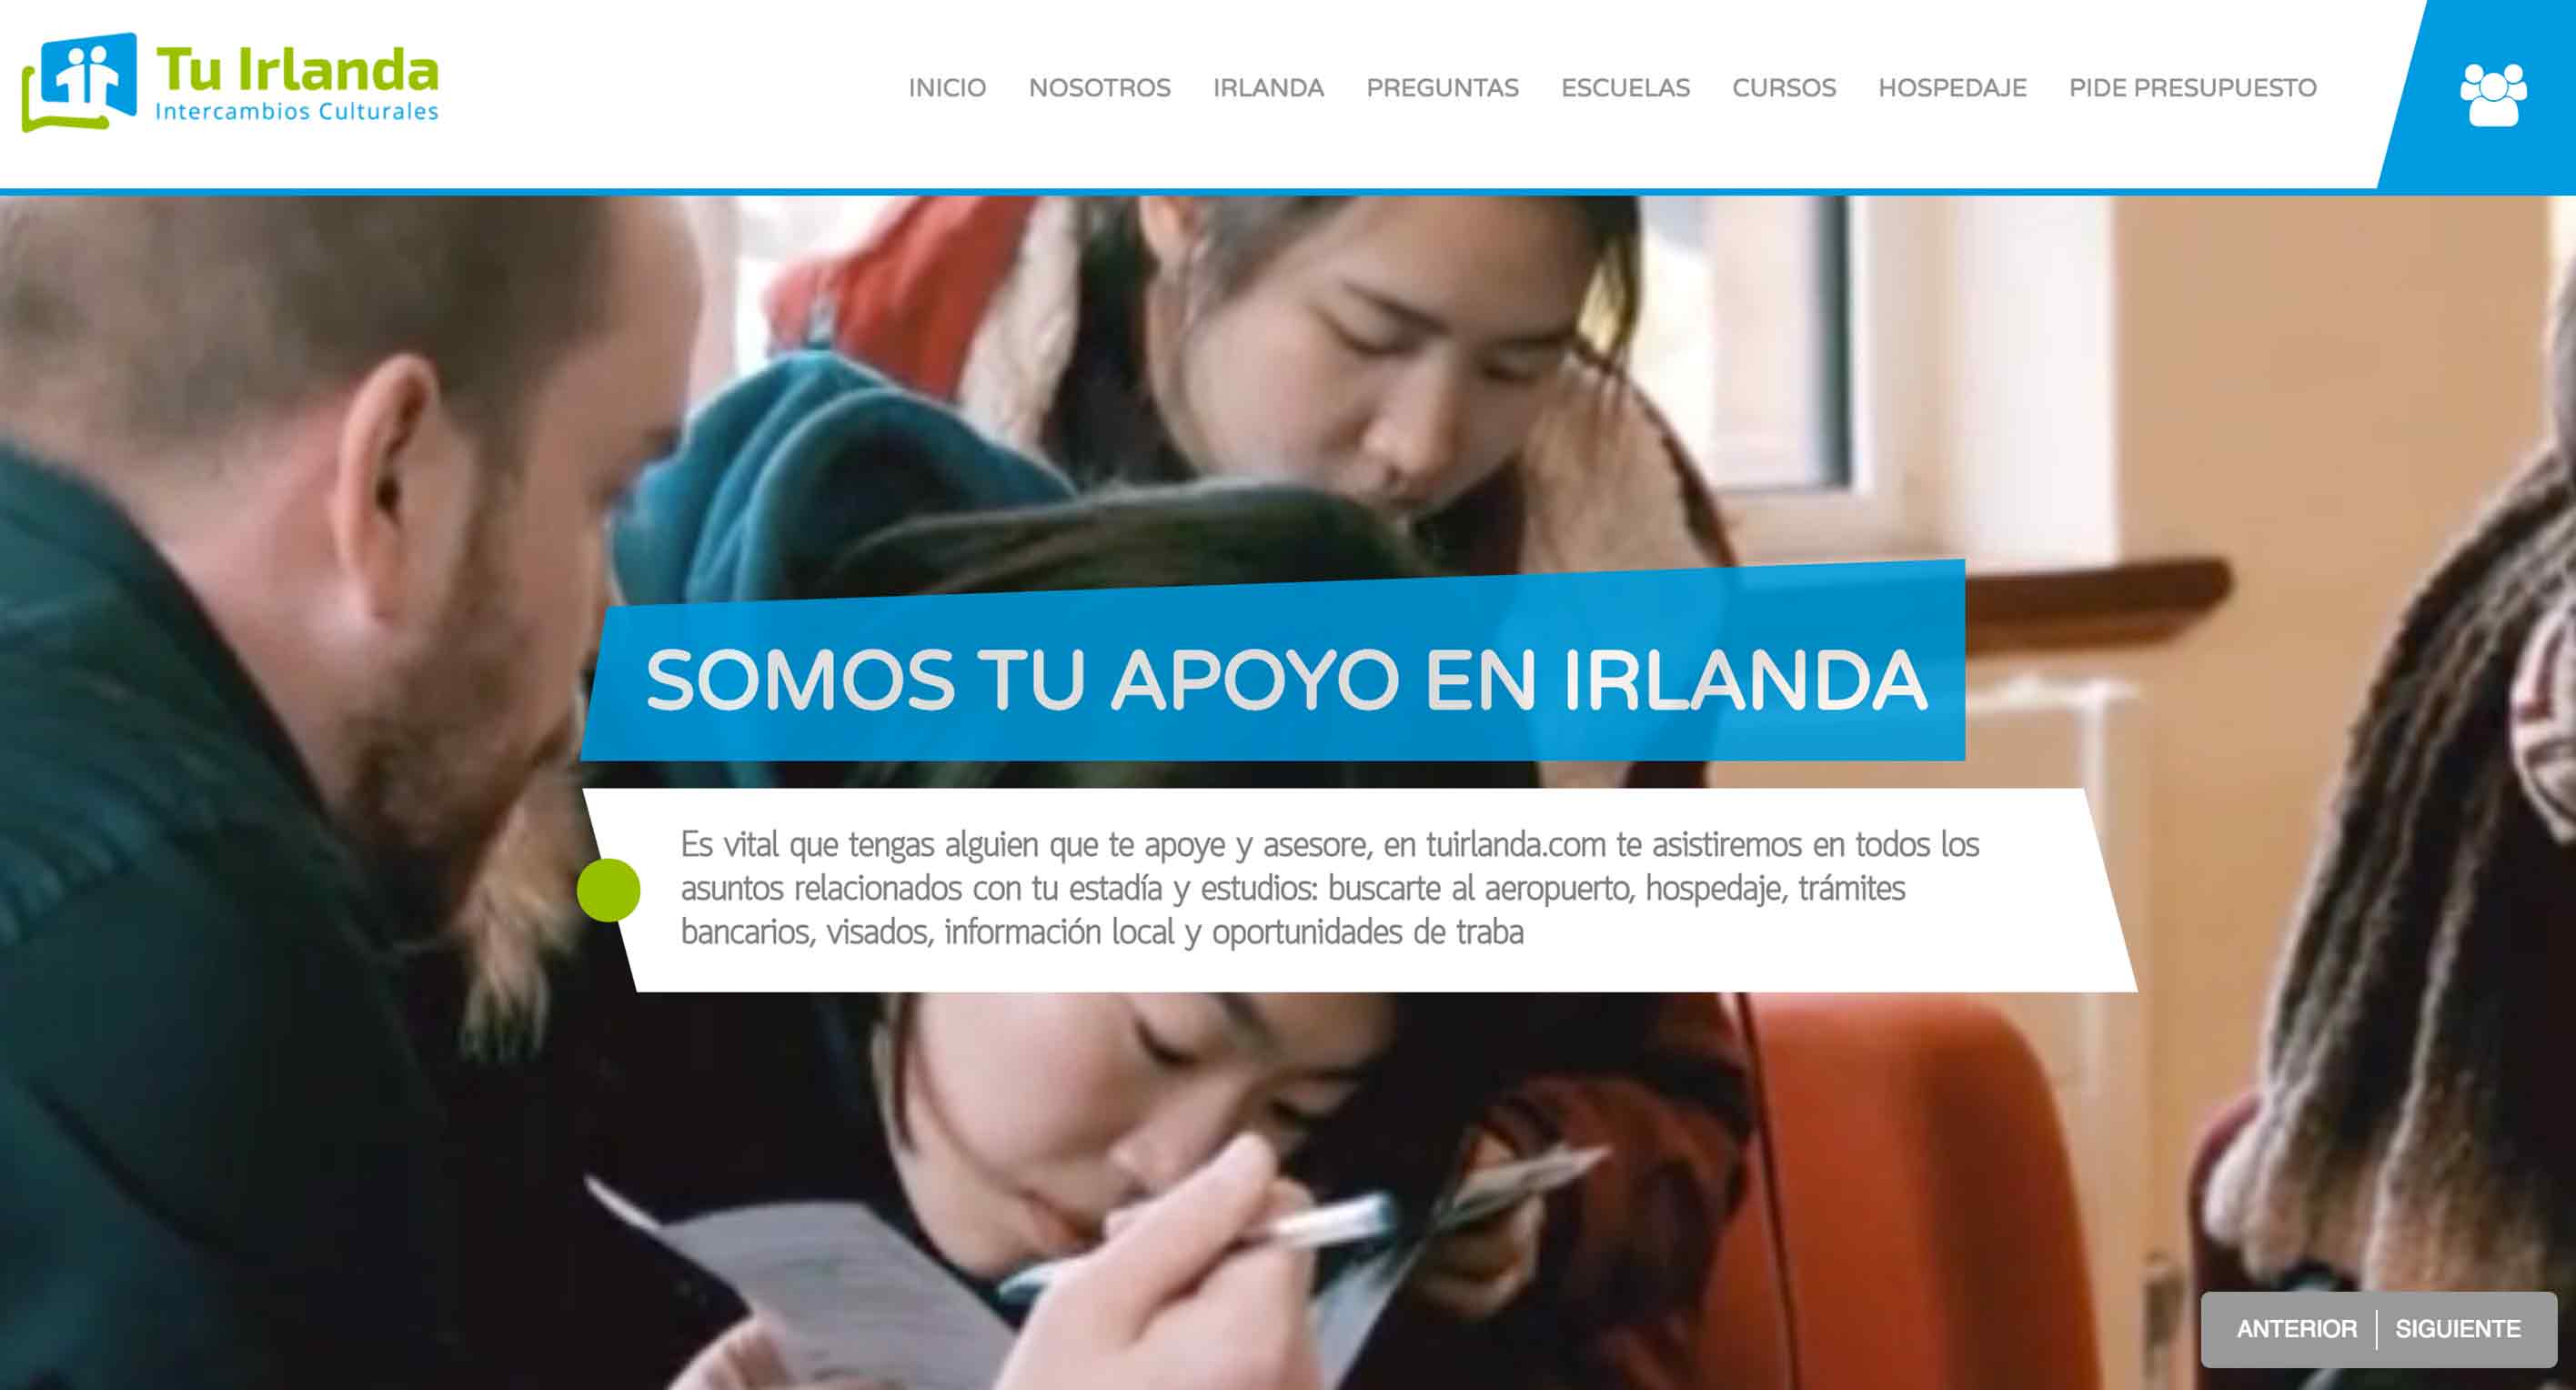 Tu Irlanda
Intercambios Culturales
INICIO NOSOTROS IRLANDA PREGUNTAS ESCUELAS CURSOS HOSPEDAJE PIDE PRESUPUESTO
SOMOS TU APOYO EN IRLANDA
Es vital que tengas alguien que te apoye y asesore, en tuirlanda.com te asistiremos en todos los
asuntos relacionados con tu estadía y estudios: buscarte al aeropuerto, hospedaje, trámites
bancarios, visados, información local y oportunidades de traba
ANTERIOR | SIGUIENTE